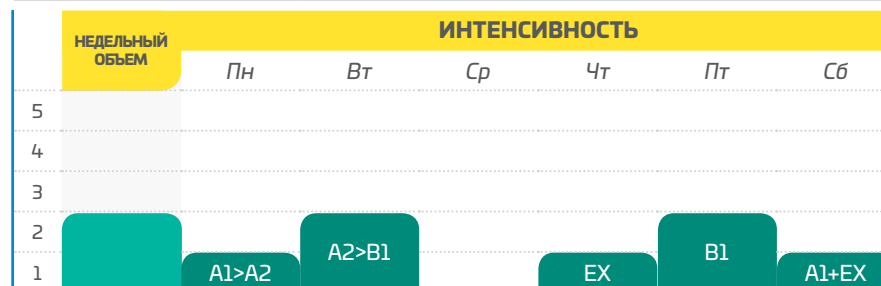 НЕДЕЛЬНЫЙ
ОБЪЕМ
ИНТЕНСИВНОСТЬ
Пн Вт Ср Чт Пт Сб
5
4
3
2
A2>B1 B1
1 A1>A2 EX A1+EX